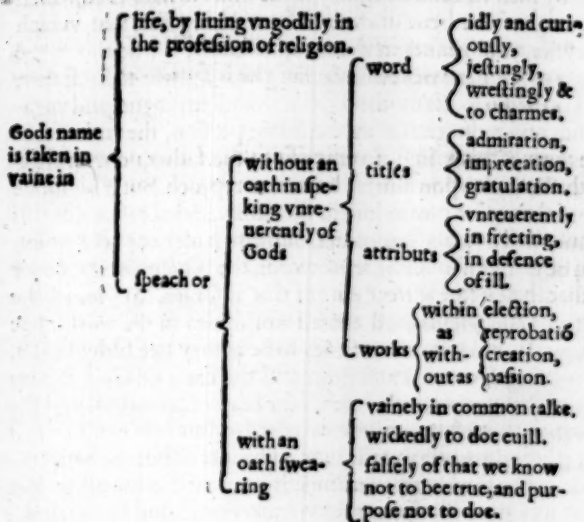 life, by liuing vngodlily in
the profeſsion of religion.
Gods name
is taken in
vaine in
ſpeach or
without an
oath in ſpe-
king vnre-
uerently of
Gods
word
idly and curi-
ouſly,
jeſtingly,
wreſtingly &
to charmes.
titles
admiration,
imprecation,
gratulation.
attributs
vnreuerently
in fretting,
in defence
of ill.
works
within
as
election,
reprobatiō
with-
out as
creation,
paſsion.
with an
oath ſwea-
ring
vainely in common talke.
wickedly to doe euill.
falſely of that we know
not to be true, and pur-
poſe not to doe.